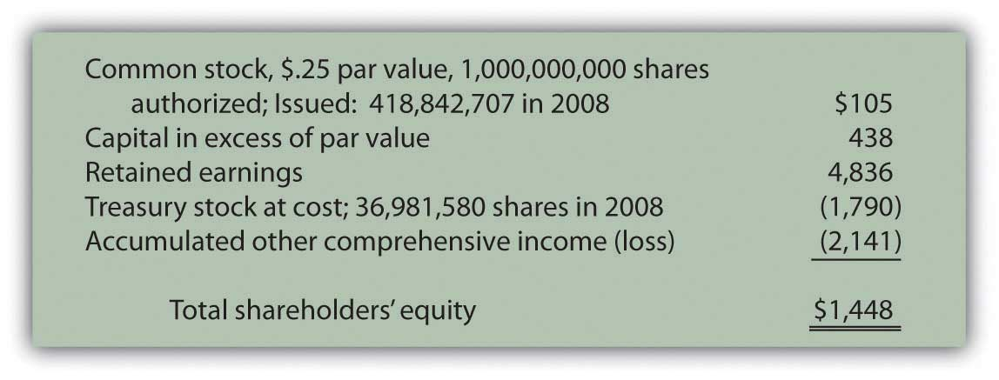 Common stock, $.25 par value, 1,000,000,000 shares
authorized; Issued: 418,842,707 in 2008 $105
Capital in excess of par value 438
Retained earnings 4,836
Treasury stock at cost; 36,981,580 shares in 2008 (1,790)
Accumulated other comprehensive income (loss) (2,141)
Total shareholders' equity $1,448